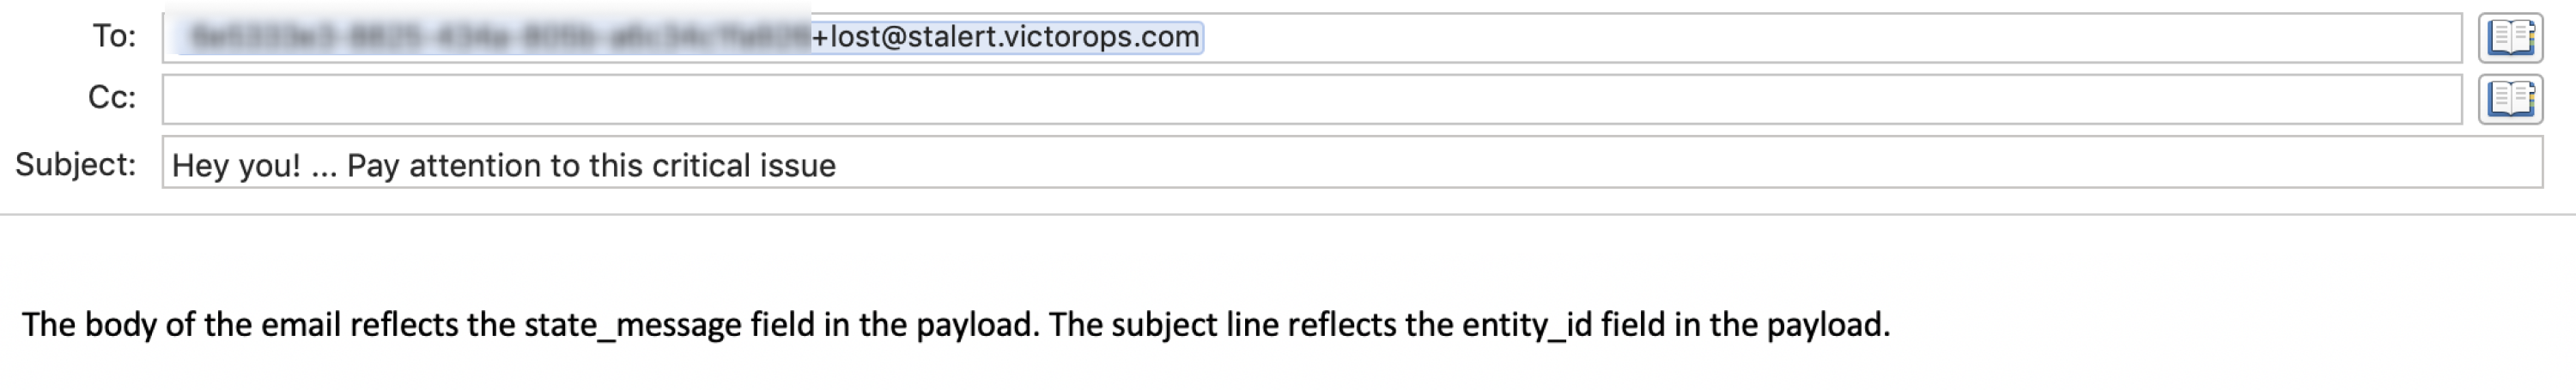 To: +lost@stalert.victorops.com
Cc:
Subject: Hey you! ... Pay attention to this critical issue
The body of the email reflects the state_message field in the payload. The subject line reflects the entity_id field in the payload.